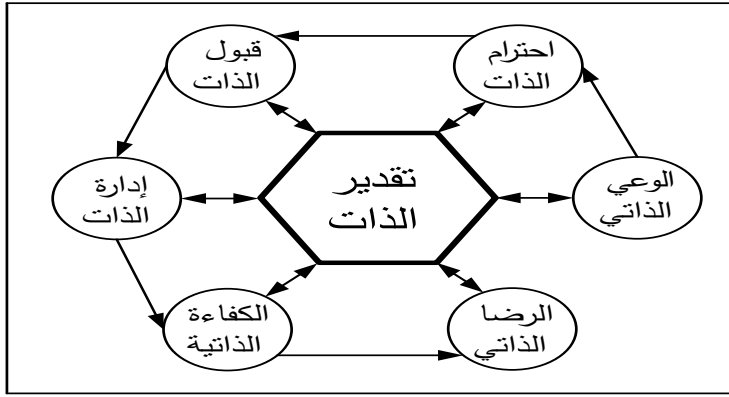 احترام
الذات
قبول
الذات
الوعي
الذاتي
تقدير
الذات
إدارة
الذات
الرضا
الذاتي
الكفاءة
الذاتية